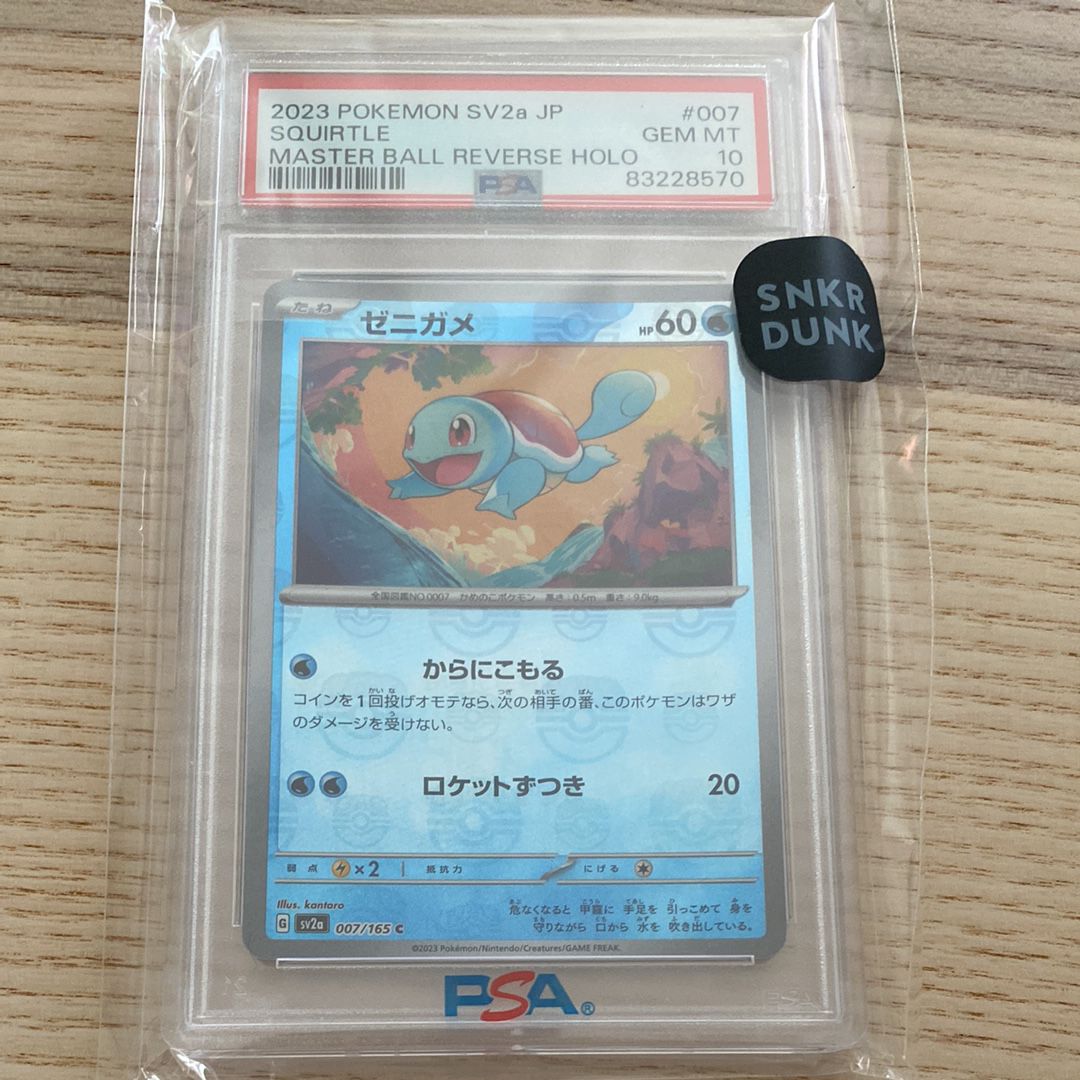 2023 POKEMON SV2a JP #007
SQUIRTLE GEM MT
MASTER BALL REVERSE HOLO 10
PSA 83228570
SNKR
DUNK
たね ゼニガメ HP60
全国図鑑NO.0007 かめのこポケモン 高さ:0.5m 重さ:9.0kg
からにこもる
コインを1回投げオモテなら、次の相手の番、このポケモンはワザ
のダメージを受けない。
ロケットずつき 20
弱点 ×2 抵抗力 にげる
Illus. kantaro
危なくなると 甲羅に 手足を 引っこめて 身を
守りながら 口から 水を 吹き出している。
G sv2a 007/165 C
©2023 Pokémon/Nintendo/Creatures/GAME FREAK.
PSA®